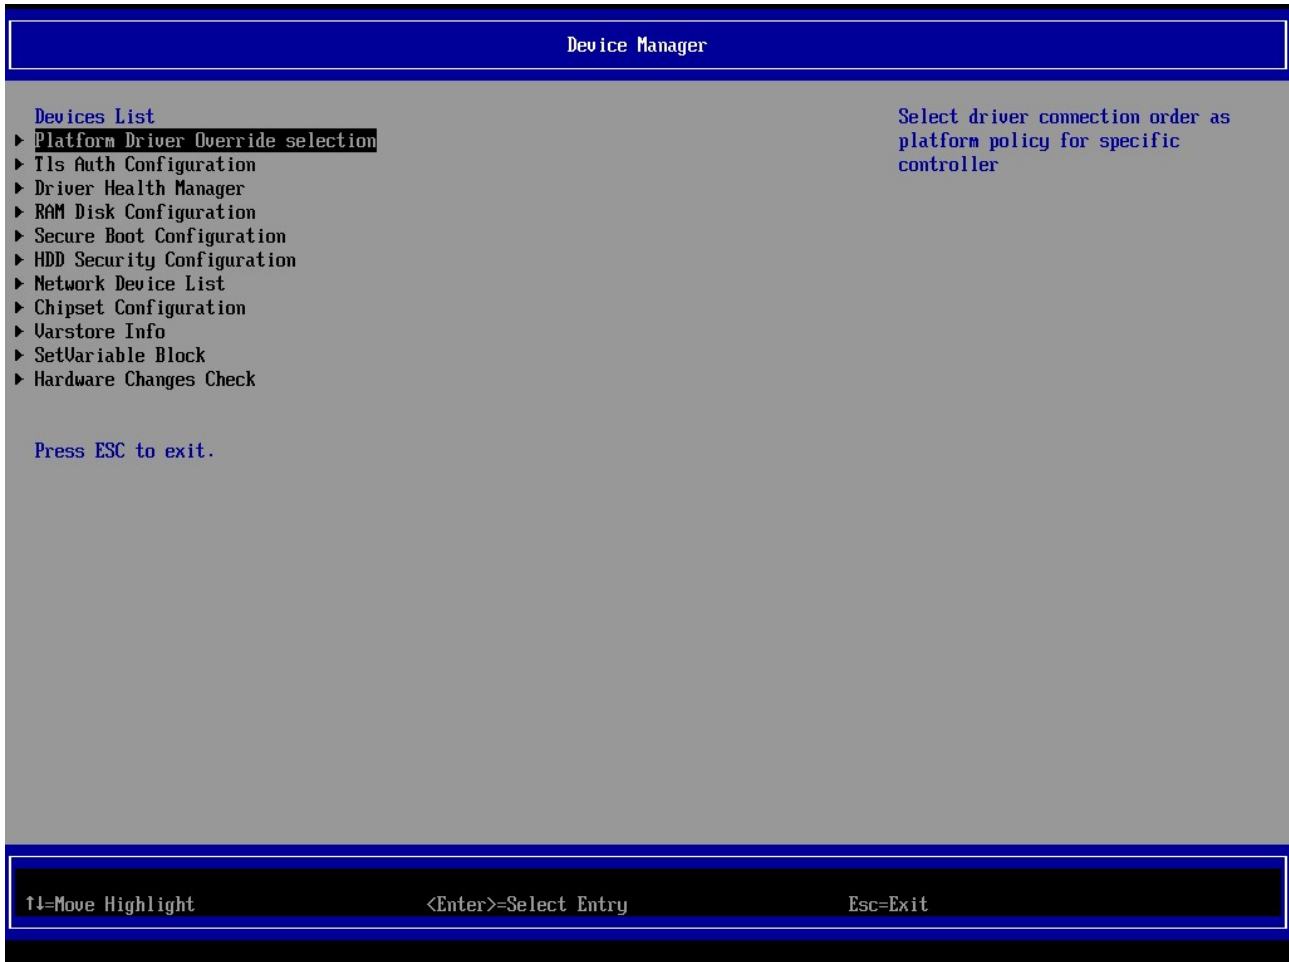 Device Manager
Devices List
Platform Driver Override selection
Tls Auth Configuration
Driver Health Manager
RAM Disk Configuration
Secure Boot Configuration
HDD Security Configuration
Network Device List
Chipset Configuration
Varstore Info
SetVariable Block
Hardware Changes Check
Press ESC to exit.
Select driver connection order as
platform policy for specific
controller
↑↓=Move Highlight <Enter>=Select Entry Esc=Exit